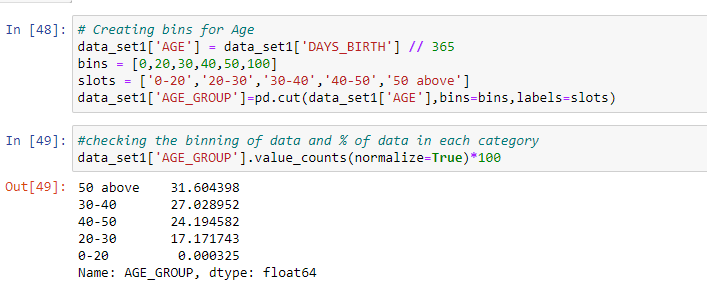 In [48]: # Creating bins for Age
data_set1['AGE'] = data_set1['DAYS_BIRTH'] // 365
bins = [0,20,30,40,50,100]
slots = ['0-20','20-30','30-40','40-50','50 above']
data_set1['AGE_GROUP']=pd.cut(data_set1['AGE'],bins=bins,labels=slots)
In [49]: #checking the binning of data and % of data in each category
data_set1['AGE_GROUP'].value_counts(normalize=True)*100
Out[49]: 50 above    31.604398
30-40       27.028952
40-50       24.194582
20-30       17.171743
0-20         0.000325
Name: AGE_GROUP, dtype: float64